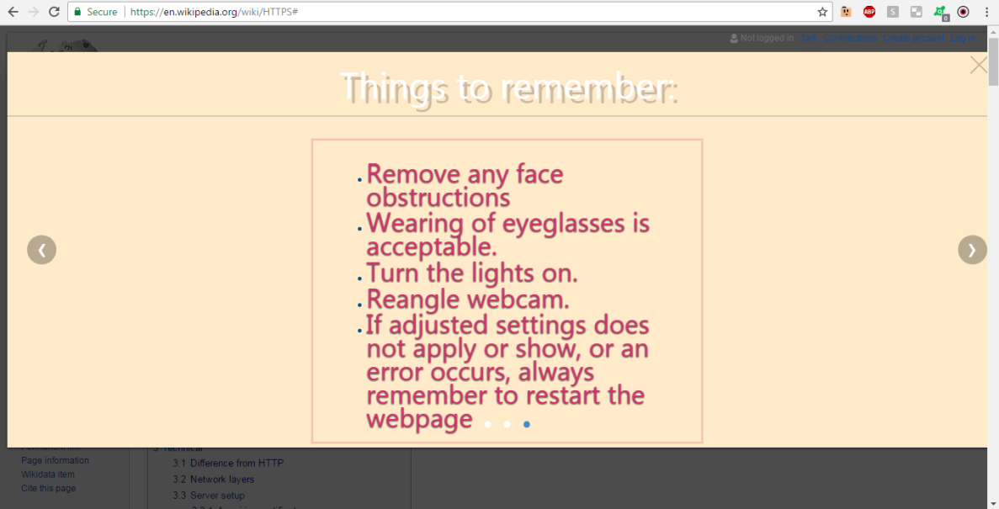 Secure
https://en.wikipedia.org/wiki/HTTPS#
ABP
S
0
Not logged in Talk Contributions Create account Log in
Things to remember:
Remove any face
obstructions
Wearing of eyeglasses is
acceptable.
Turn the lights on.
Reangle webcam.
If adjusted settings does
not apply or show, or an
error occurs, always
remember to restart the
webpage
Page information
Wikidata item
Cite this page
3 Technical
3.1 Difference from HTTP
3.2 Network layers
3.3 Server setup